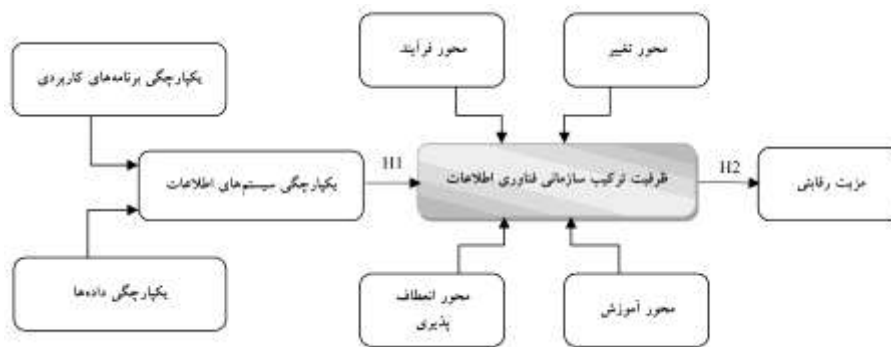 محور تغییر
محور فرآیند
یکپارچگی برنامه‌های کاربردی
H1
H2
ظرفیت ترکیب سازمانی فناوری اطلاعات
یکپارچگی سیستم‌های اطلاعات
مزیت رقابتی
محور آموزش
محور انعطاف
پذیری
یکپارچگی داده‌ها